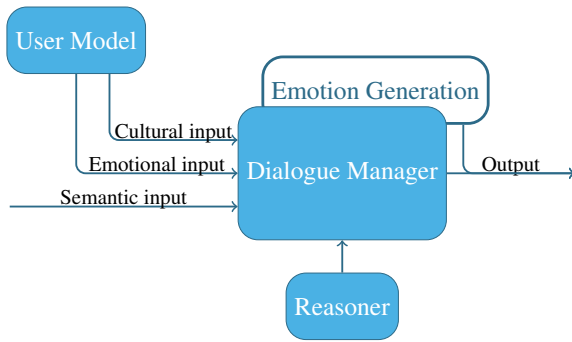 User Model
Emotion Generation
Cultural input
Emotional input
Dialogue Manager
Output
Semantic input
Reasoner